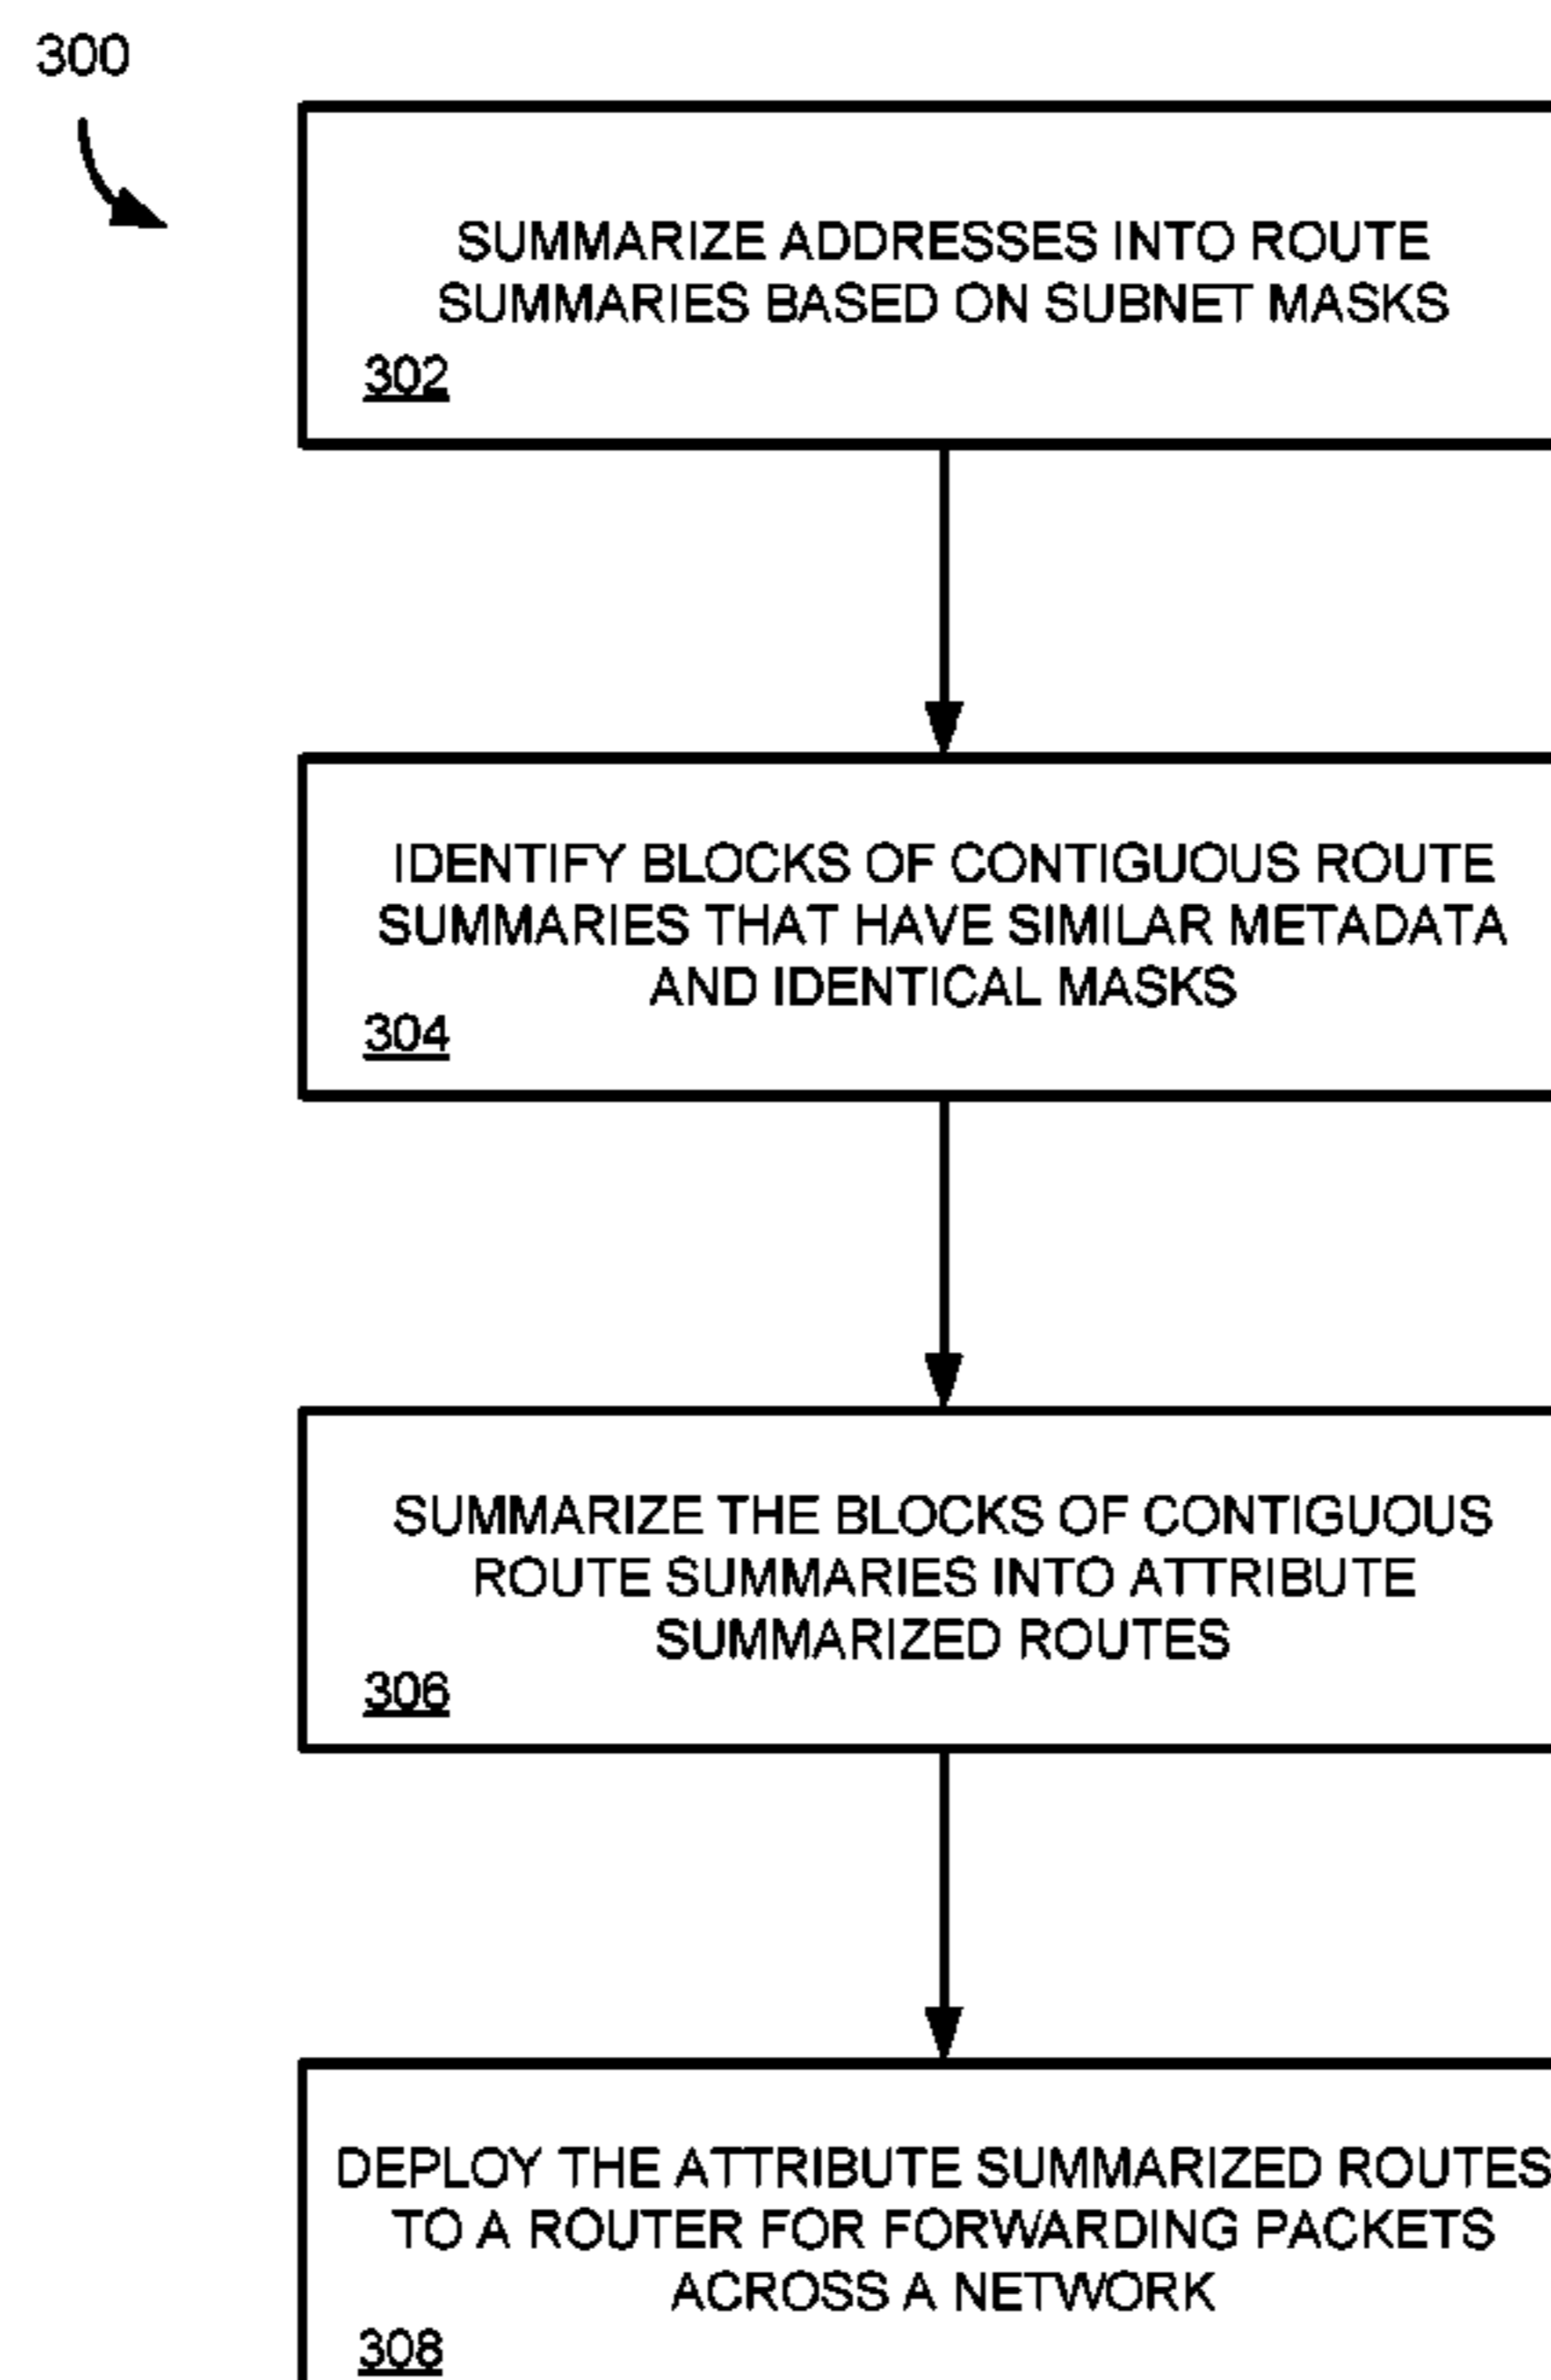 300
SUMMARIZE ADDRESSES INTO ROUTE
SUMMARIES BASED ON SUBNET MASKS
302
IDENTIFY BLOCKS OF CONTIGUOUS ROUTE
SUMMARIES THAT HAVE SIMILAR METADATA
AND IDENTICAL MASKS
304
SUMMARIZE THE BLOCKS OF CONTIGUOUS
ROUTE SUMMARIES INTO ATTRIBUTE
SUMMARIZED ROUTES
306
DEPLOY THE ATTRIBUTE SUMMARIZED ROUTES
TO A ROUTER FOR FORWARDING PACKETS
ACROSS A NETWORK
308